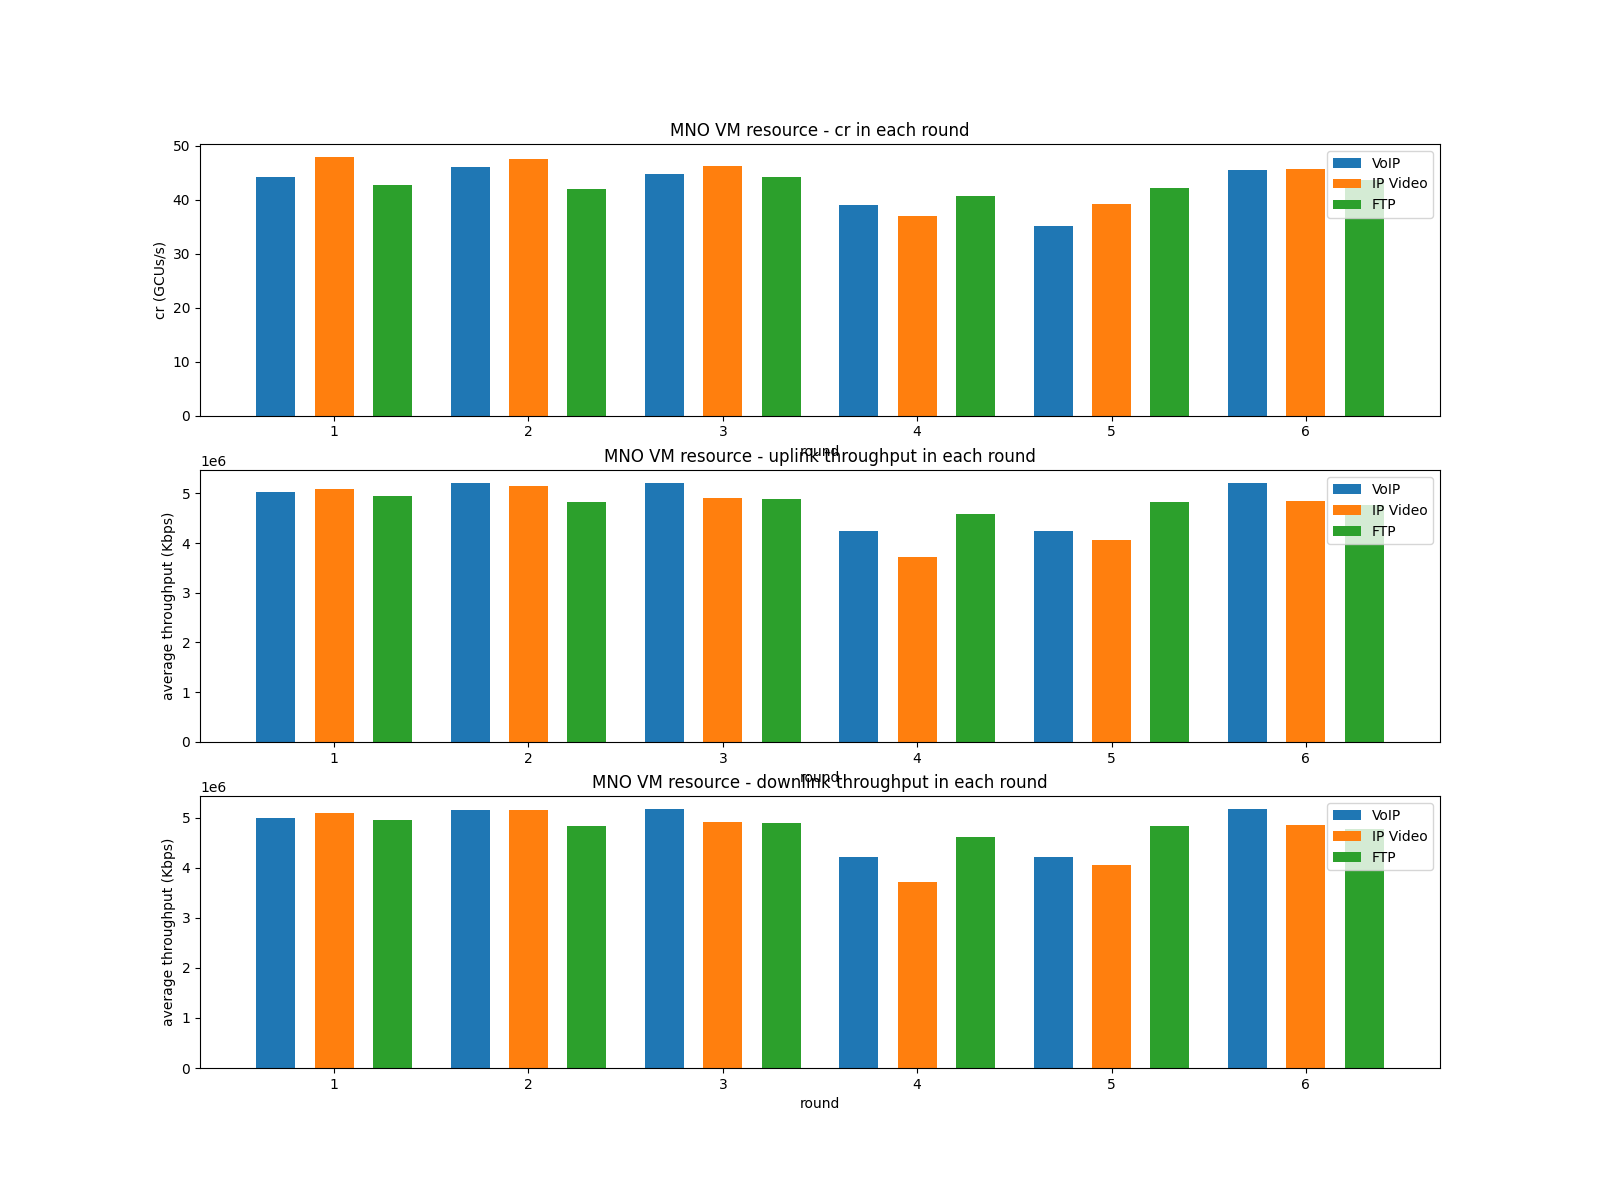 MNO VM resource - cr in each round
cr (GCUs/s)
50
40
30
20
10
0
VoIP
IP Video
FTP
1 2 3 4 5 6
round
MNO VM resource - uplink throughput in each round
1e6
average throughput (Kbps)
5
4
3
2
1
0
VoIP
IP Video
FTP
1 2 3 4 5 6
round
MNO VM resource - downlink throughput in each round
1e6
average throughput (Kbps)
5
4
3
2
1
0
VoIP
IP Video
FTP
1 2 3 4 5 6
round